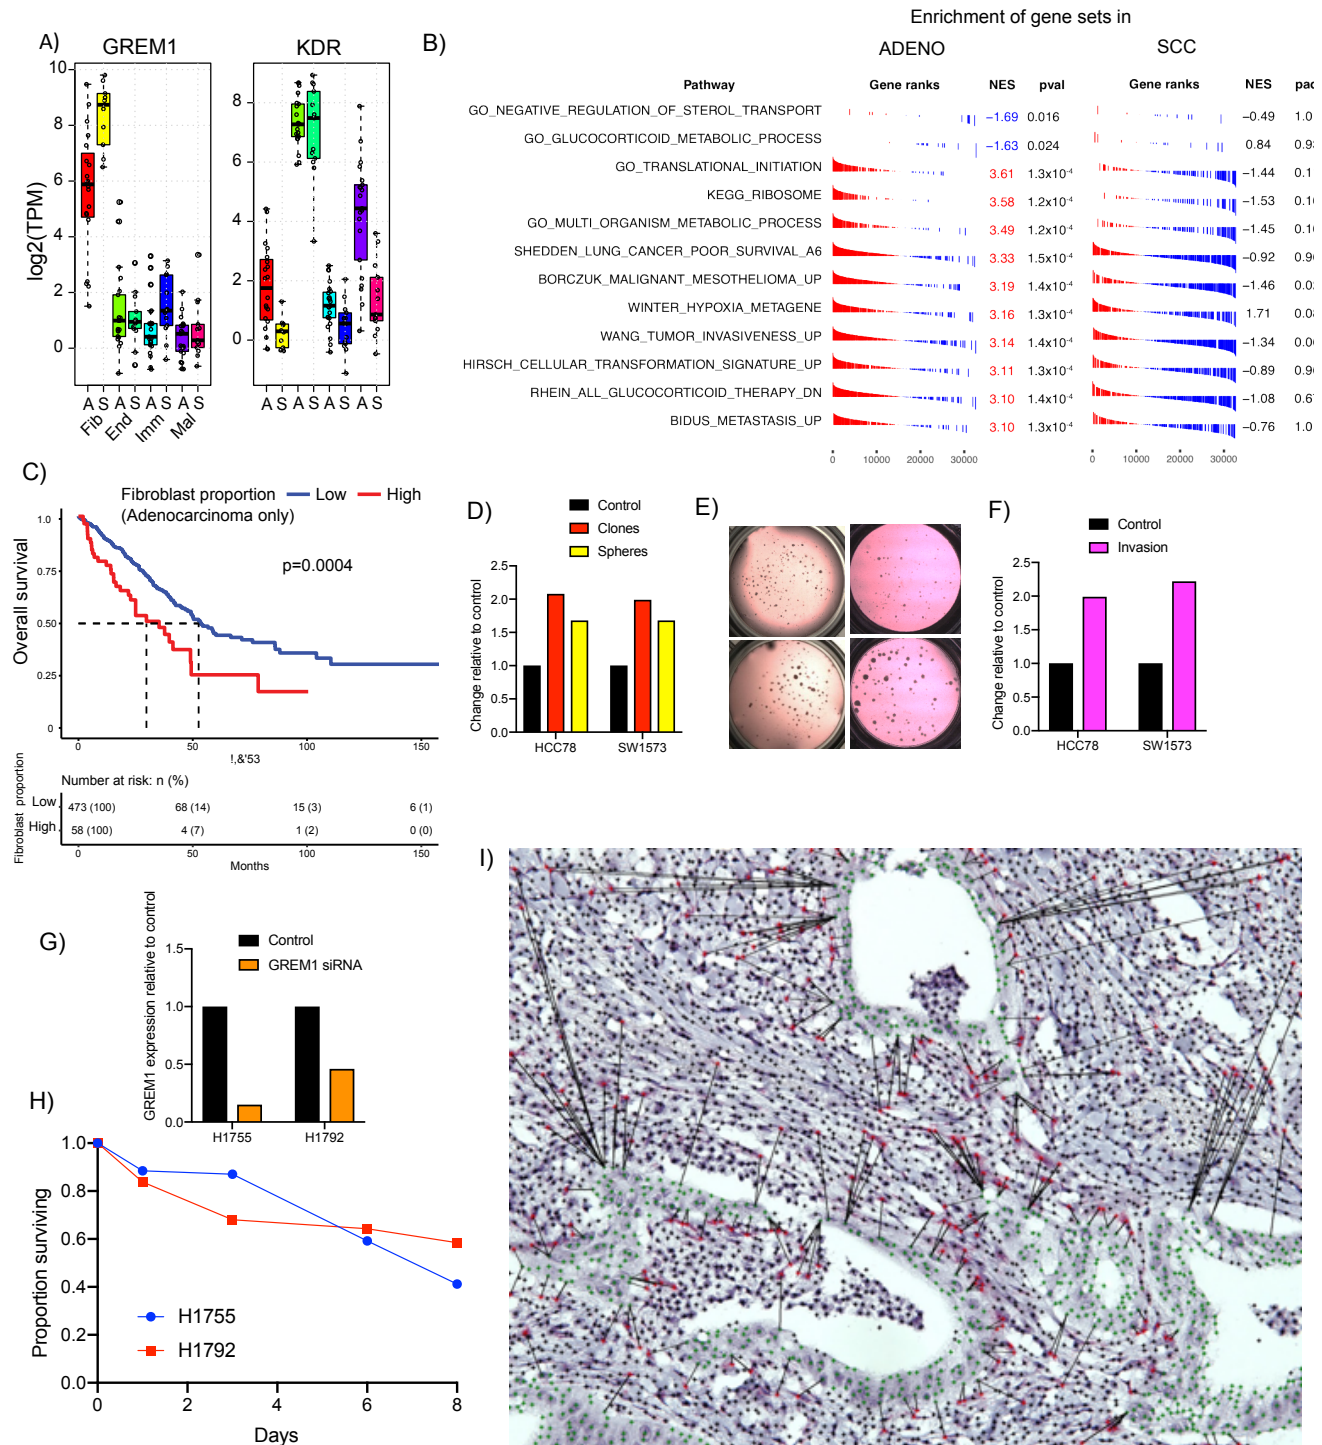 A)
GREM1
KDR
log2(TPM)
10
8
6
4
2
0
8
6
4
2
0
A S A S A S A S
Fib End Imm Mal
A S A S A S A S
B)
Enrichment of gene sets in
ADENO
SCC
Pathway Gene ranks NES pval Gene ranks NES
GO_NEGATIVE_REGULATION_OF_STEROL_TRANSPORT −1.69 0.016 −0.49 1.0
GO_GLUCOCORTICOID_METABOLIC_PROCESS −1.63 0.024 0.84
GO_TRANSLATIONAL_INITIATION 3.61 1.3x10⁻⁴ −1.44
KEGG_RIBOSOME 3.58 1.2x10⁻⁴ −1.53
GO_MULTI_ORGANISM_METABOLIC_PROCESS 3.49 1.2x10⁻⁴ −1.45
SHEDDEN_LUNG_CANCER_POOR_SURVIVAL_A6 3.33 1.5x10⁻⁴ −0.92
BORCZUK_MALIGNANT_MESOTHELIOMA_UP 3.19 1.4x10⁻⁴ −1.46
WINTER_HYPOXIA_METAGENE 3.16 1.3x10⁻⁴ 1.71
WANG_TUMOR_INVASIVENESS_UP 3.14 1.4x10⁻⁴ −1.34
HIRSCH_CELLULAR_TRANSFORMATION_SIGNATURE_UP 3.11 1.3x10⁻⁴ −0.89
RHEIN_ALL_GLUCOCORTICOID_THERAPY_DN 3.10 1.4x10⁻⁴ −1.08
BIDUS_METASTASIS_UP 3.10 1.3x10⁻⁴ −0.76 1.0
0 10000 20000 30000 0 10000 20000 30000
C)
Fibroblast proportion Low High
(Adenocarcinoma only)
p=0.0004
Overall survival
1.0
0.75
0.50
0.25
0
0 50 100 150
!,&'53
Number at risk: n (%)
Fibroblast proportion
Low 473 (100) 68 (14) 15 (3) 6 (1)
High 58 (100) 4 (7) 1 (2) 0 (0)
0 50 100 150
Months
D)
Control
Clones
Spheres
Change relative to control
2.5
2.0
1.5
1.0
0.5
0.0
HCC78 SW1573
E)
F)
Control
Invasion
Change relative to control
2.5
2.0
1.5
1.0
0.5
0.0
HCC78 SW1573
G)
Control
GREM1 siRNA
GREM1 expression relative to control
1.5
1.0
0.5
0.0
H1755 H1792
H)
Proportion surviving
1.0
0.8
0.6
0.4
0.2
0.0
H1755
H1792
0 2 4 6 8
Days
I)